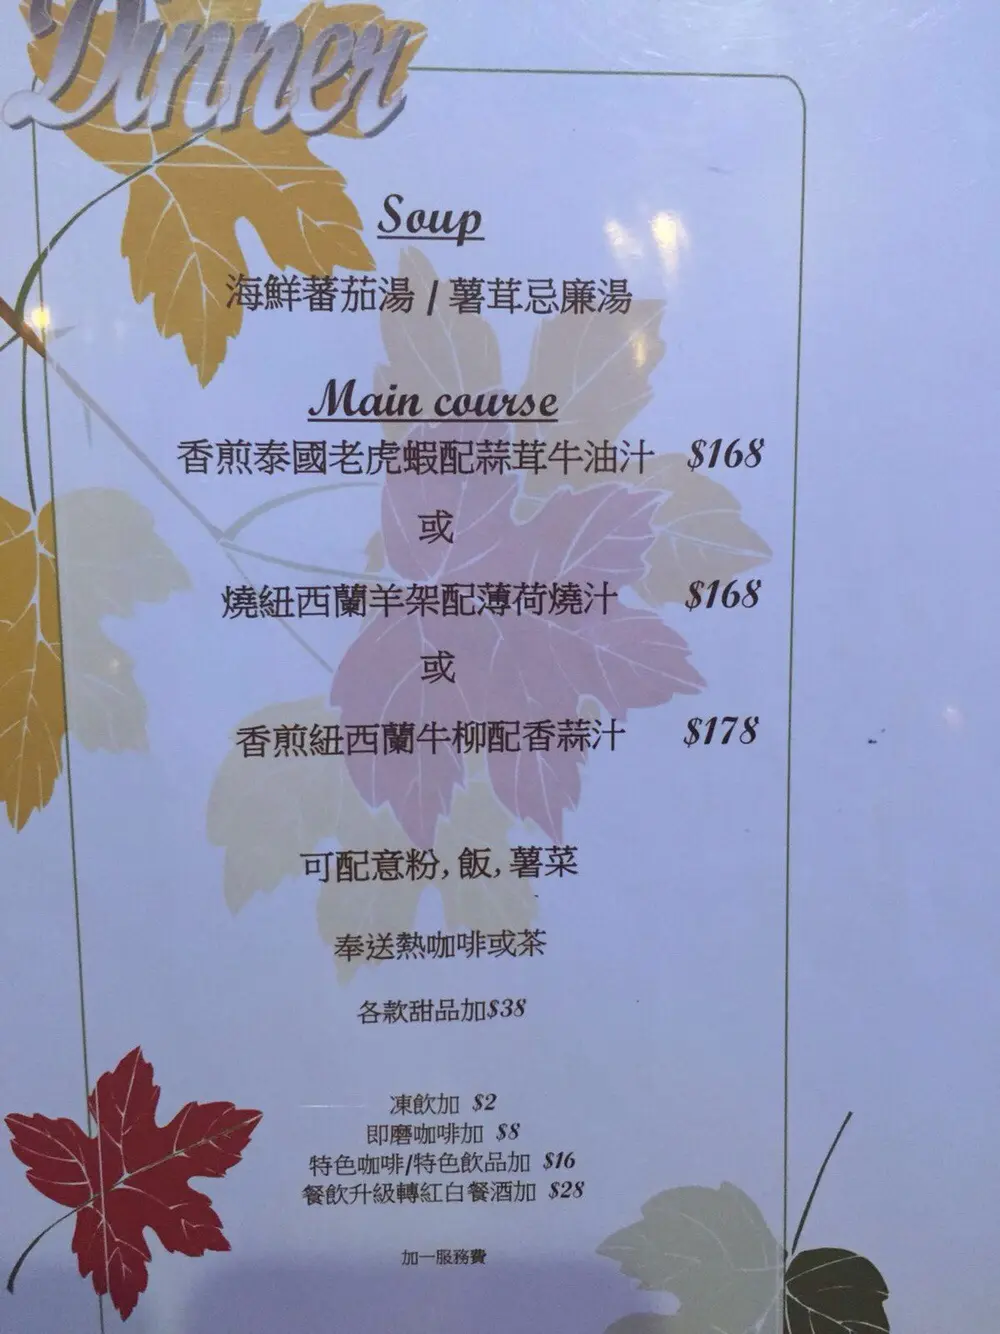 Dinner
Soup
海鮮蕃茄湯 / 薯茸忌廉湯
Main course
香煎泰國老虎蝦配蒜茸牛油汁 $168
或
燒紐西蘭羊架配薄荷燒汁 $168
或
香煎紐西蘭牛柳配香蒜汁 $178
可配意粉, 飯, 薯菜
奉送熱咖啡或茶
各款甜品加$38
凍飲加 $2
即磨咖啡加 $8
特色咖啡/特色飲品加 $16
餐飲升級轉紅白餐酒加 $28
加一服務費